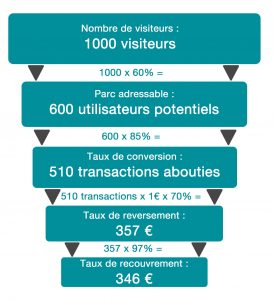 Nombre de visiteurs :
1000 visiteurs
1000 x 60% =
Parc adressable :
600 utilisateurs potentiels
600 x 85% =
Taux de conversion :
510 transactions abouties
510 transactions x 1€ x 70% =
Taux de reversement :
357 €
357 x 97% =
Taux de recouvrement :
346 €